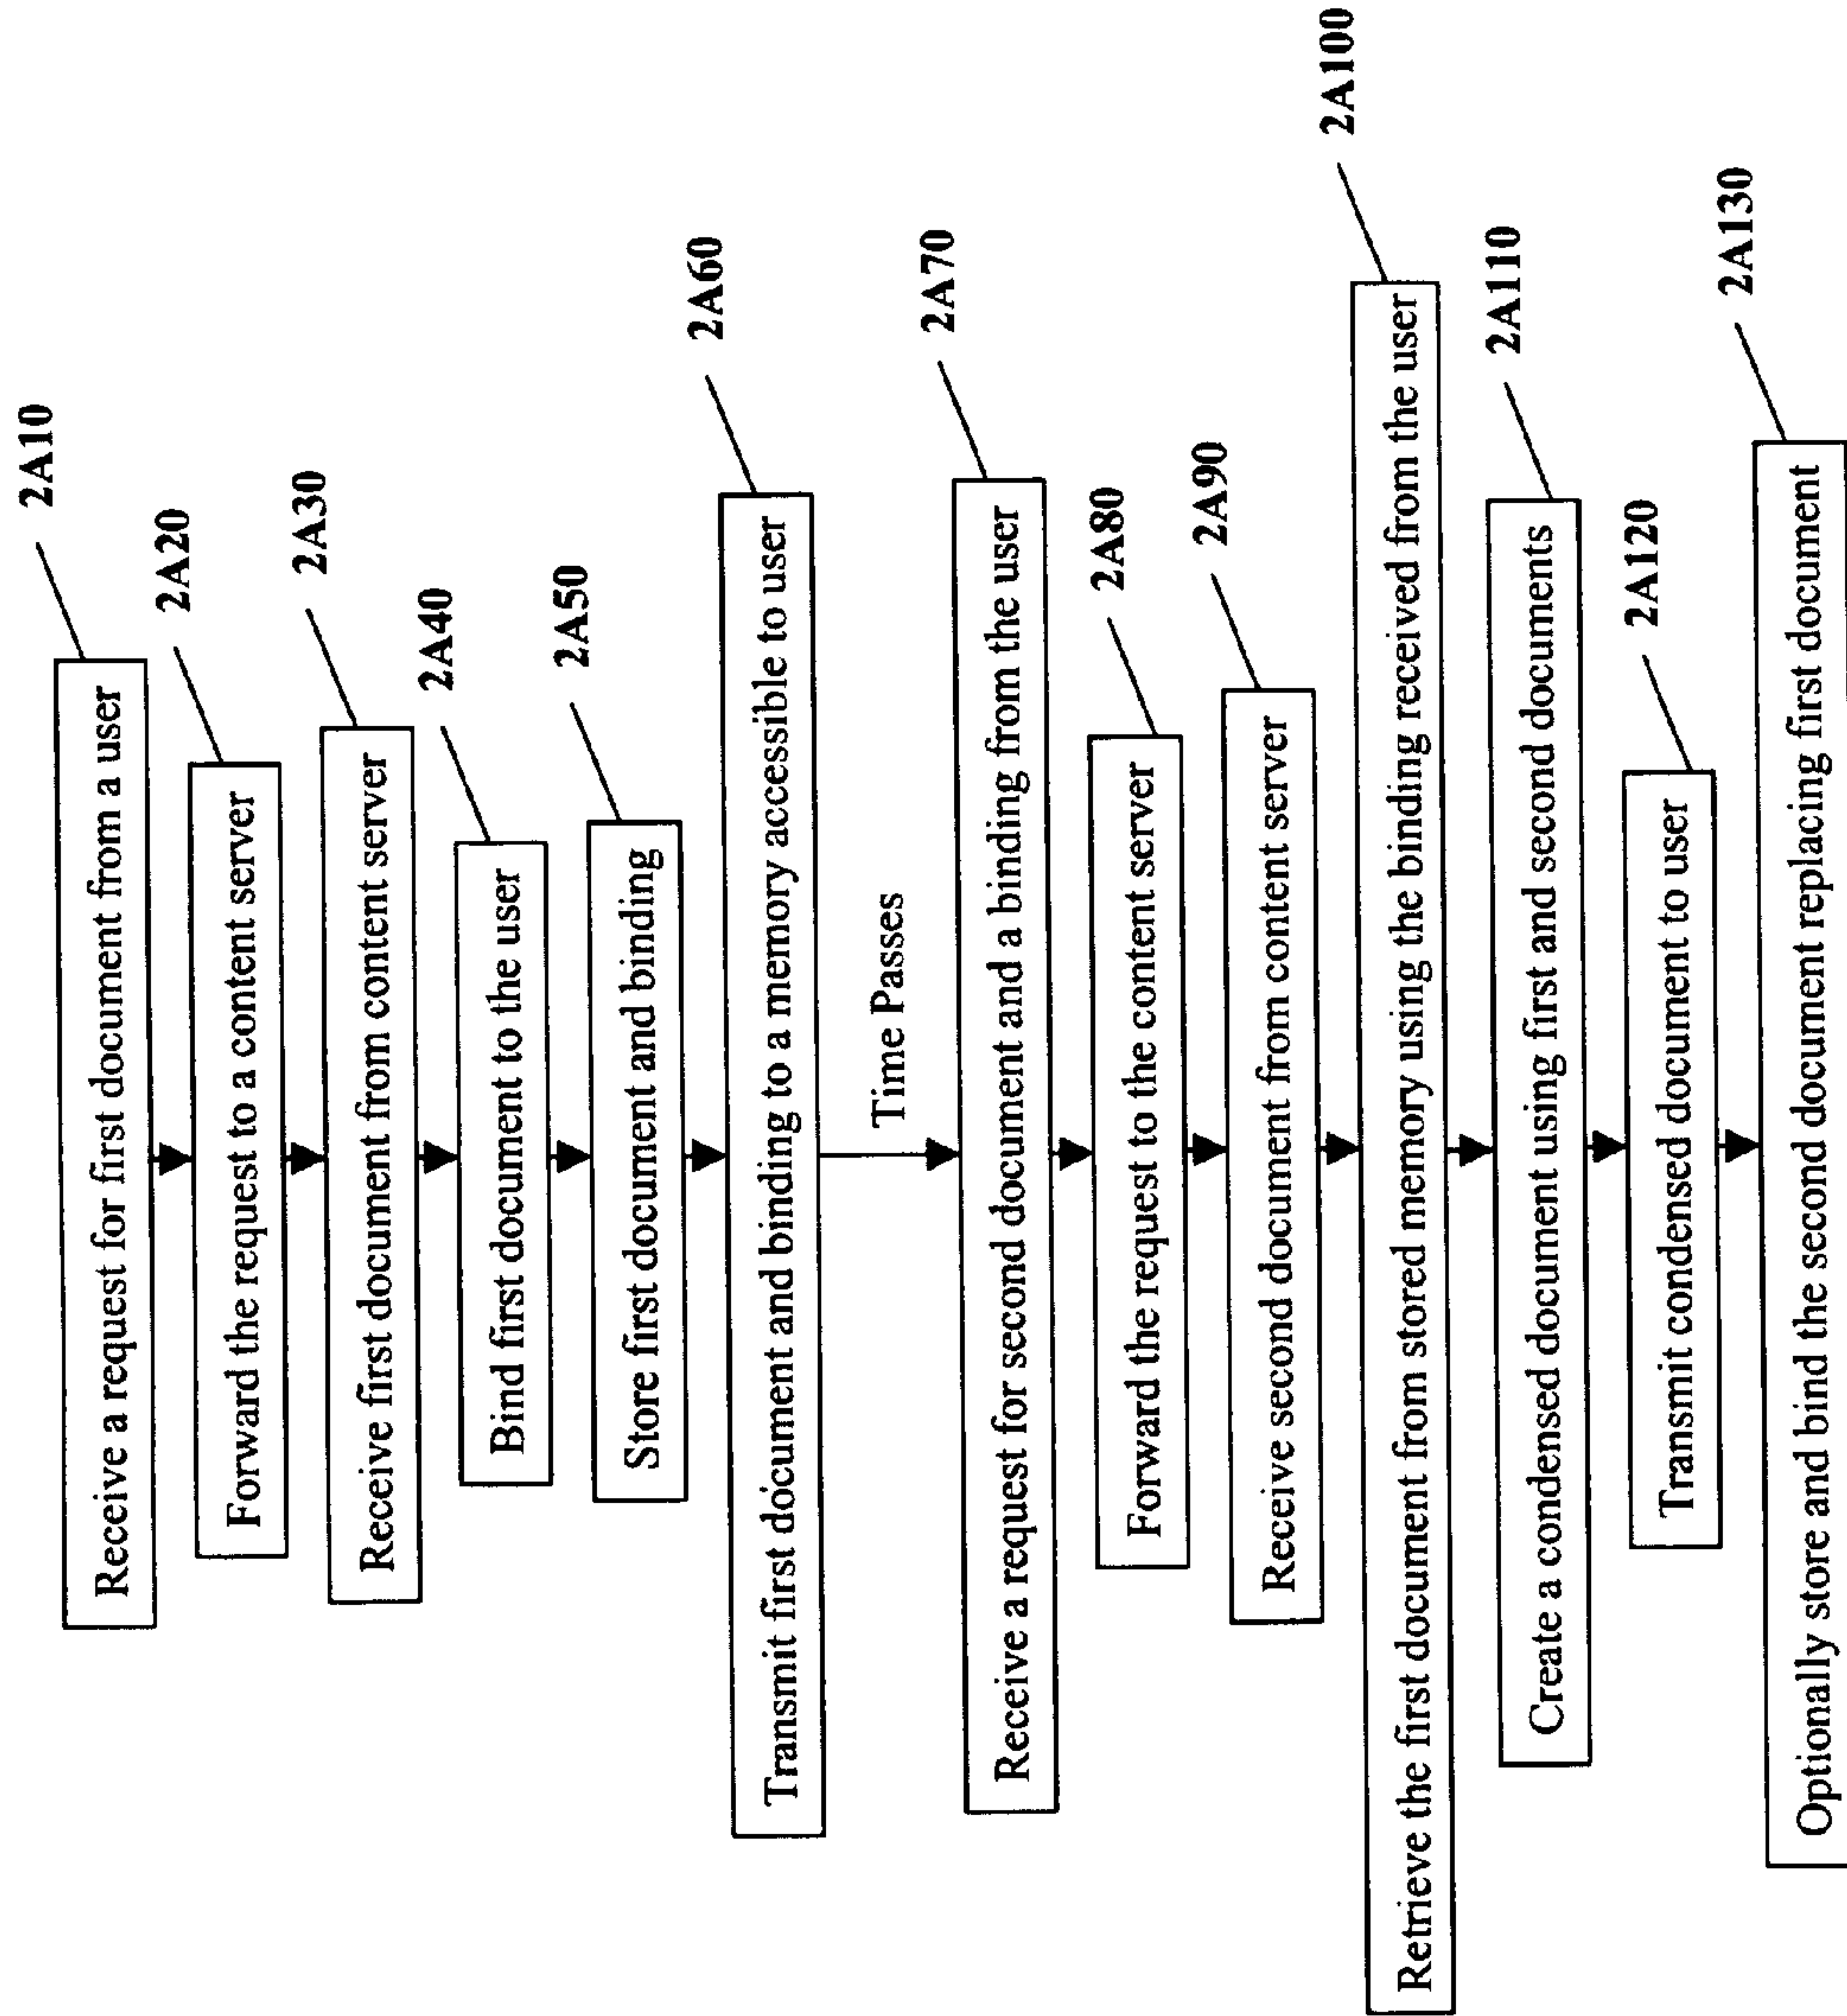 2A10
Receive a request for first document from a user
2A20
Forward the request to a content server
2A30
Receive first document from content server
2A40
Bind first document to the user
2A50
Store first document and binding
2A60
Transmit first document and binding to a memory accessible to user
Time Passes
2A70
Receive a request for second document and a binding from the user
2A80
Forward the request to the content server
2A90
Receive second document from content server
2A100
Retrieve the first document from stored memory using the binding received from the user
2A110
Create a condensed document using first and second documents
2A120
Transmit condensed document to user
2A130
Optionally store and bind the second document replacing first document